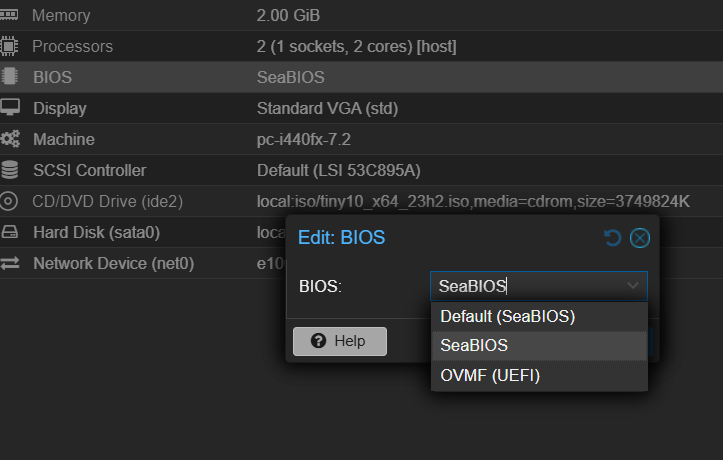 Memory 2.00 GiB
Processors 2 (1 sockets, 2 cores) [host]
BIOS SeaBIOS
Display Standard VGA (std)
Machine pc-i440fx-7.2
SCSI Controller Default (LSI 53C895A)
CD/DVD Drive (ide2) local:iso/tiny10_x64_23h2.iso,media=cdrom,size=3749824K
Hard Disk (sata0) loca
Network Device (net0) e10
Edit: BIOS
BIOS: SeaBIOS
Default (SeaBIOS)
SeaBIOS
OVMF (UEFI)
Help